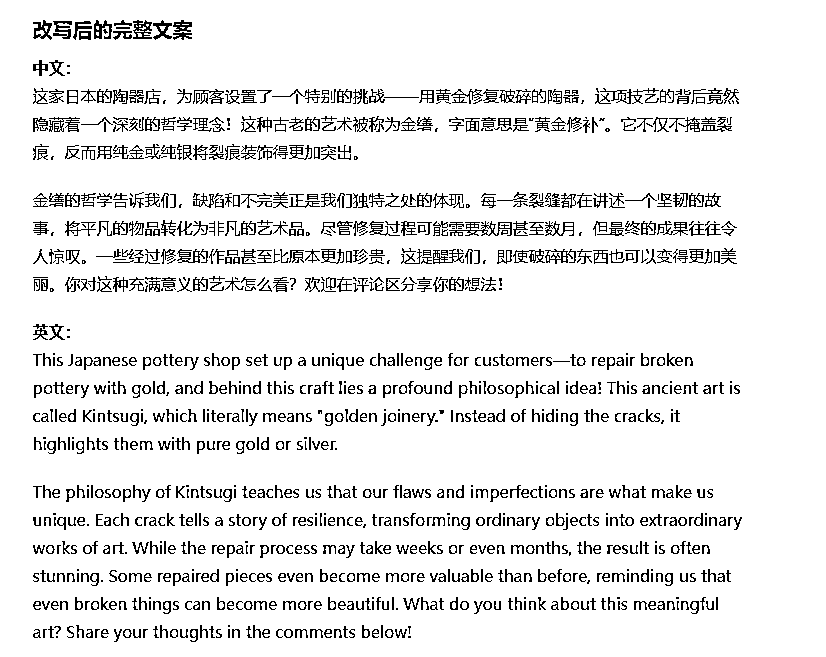 改写后的完整文案
中文：
这家日本的陶器店，为顾客设置了一个特别的挑战——用黄金修复破碎的陶器，这项技艺的背后竟然
隐藏着一个深刻的哲学理念！这种古老的艺术被称为金缮，字面意思是“黄金修补”。它不仅不掩盖裂
痕，反而用纯金或纯银将裂痕装饰得更加突出。
金缮的哲学告诉我们，缺陷和不完美正是我们独特之处的体现。每一条裂缝都在讲述一个坚韧的故
事，将平凡的物品转化为非凡的艺术品。尽管修复过程可能需要数周甚至数月，但最终的成果往往令
人惊叹。一些经过修复的作品甚至比原本更加珍贵，这提醒我们，即使破碎的东西也可以变得更加美
丽。你对这种充满意义的艺术怎么看？欢迎在评论区分享你的想法！
英文：
This Japanese pottery shop set up a unique challenge for customers—to repair broken
pottery with gold, and behind this craft lies a profound philosophical idea! This ancient art is
called Kintsugi, which literally means "golden joinery." Instead of hiding the cracks, it
highlights them with pure gold or silver.
The philosophy of Kintsugi teaches us that our flaws and imperfections are what make us
unique. Each crack tells a story of resilience, transforming ordinary objects into extraordinary
works of art. While the repair process may take weeks or even months, the result is often
stunning. Some repaired pieces even become more valuable than before, reminding us that
even broken things can become more beautiful. What do you think about this meaningful
art? Share your thoughts in the comments below!